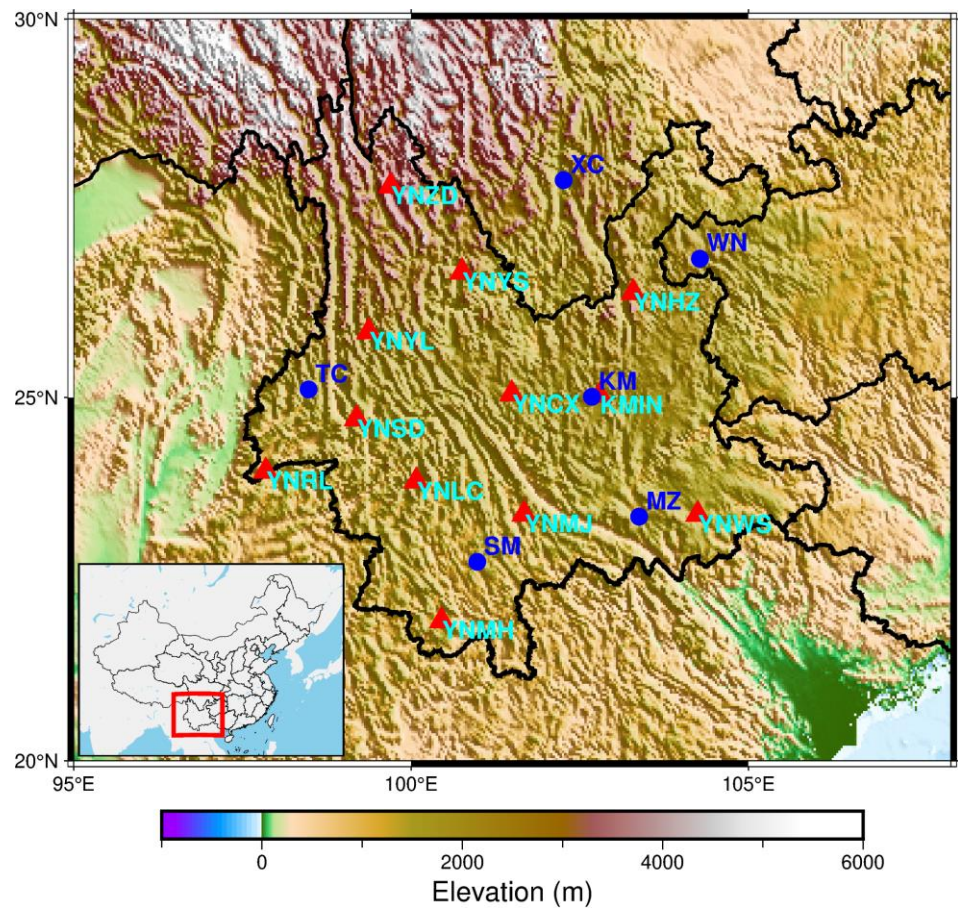 30°N
XC
YNZD
WN
YNYS
YNHZ
YNYL
TC
KM
25°N
YNCX
KMIN
YNSD
YNRL
YNLC
MZ
YNMJ
YNWS
SM
YNMH
20°N
95°E
100°E
105°E
0
2000
4000
6000
Elevation (m)